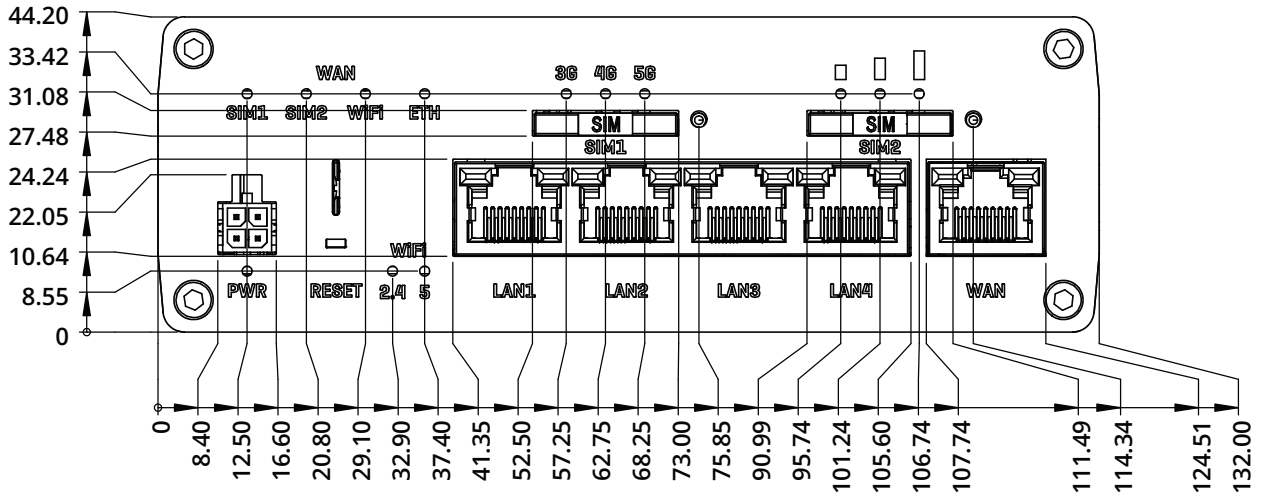 44.20
33.42
31.08
27.48
24.24
22.05
10.64
8.55
0
WAN
3G 4G 5G
SIM1 SIM2 WiFi ETH
SIM SIM
SIM1 SIM2
WiFi
PWR RESET 2.4 5 LAN1 LAN2 LAN3 LAN4 WAN
0 8.40 12.50 16.60 20.80 29.10 32.90 37.40 41.35 52.50 57.25 62.75 68.25 73.00 75.85 90.99 95.74 101.24 105.60 106.74 107.74 111.49 114.34 124.51 132.00